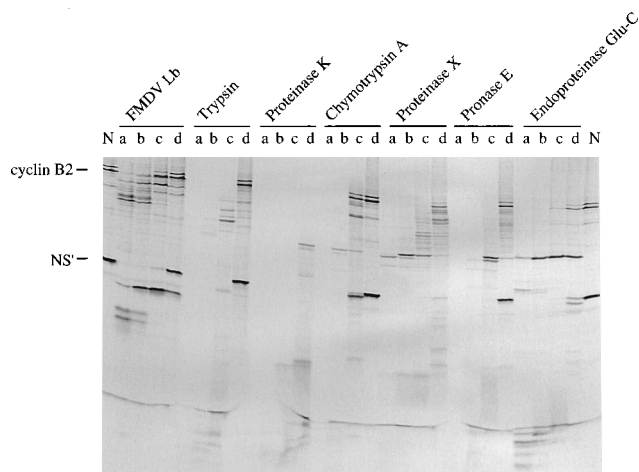 FMDV Lb Trypsin Proteinase K Chymotrypsin A Proteinase X Pronase E Endoproteinase Glu-C
N a b c d a b c d a b c d a b c d a b c d a b c d a b c d N
cyclin B2
NS'